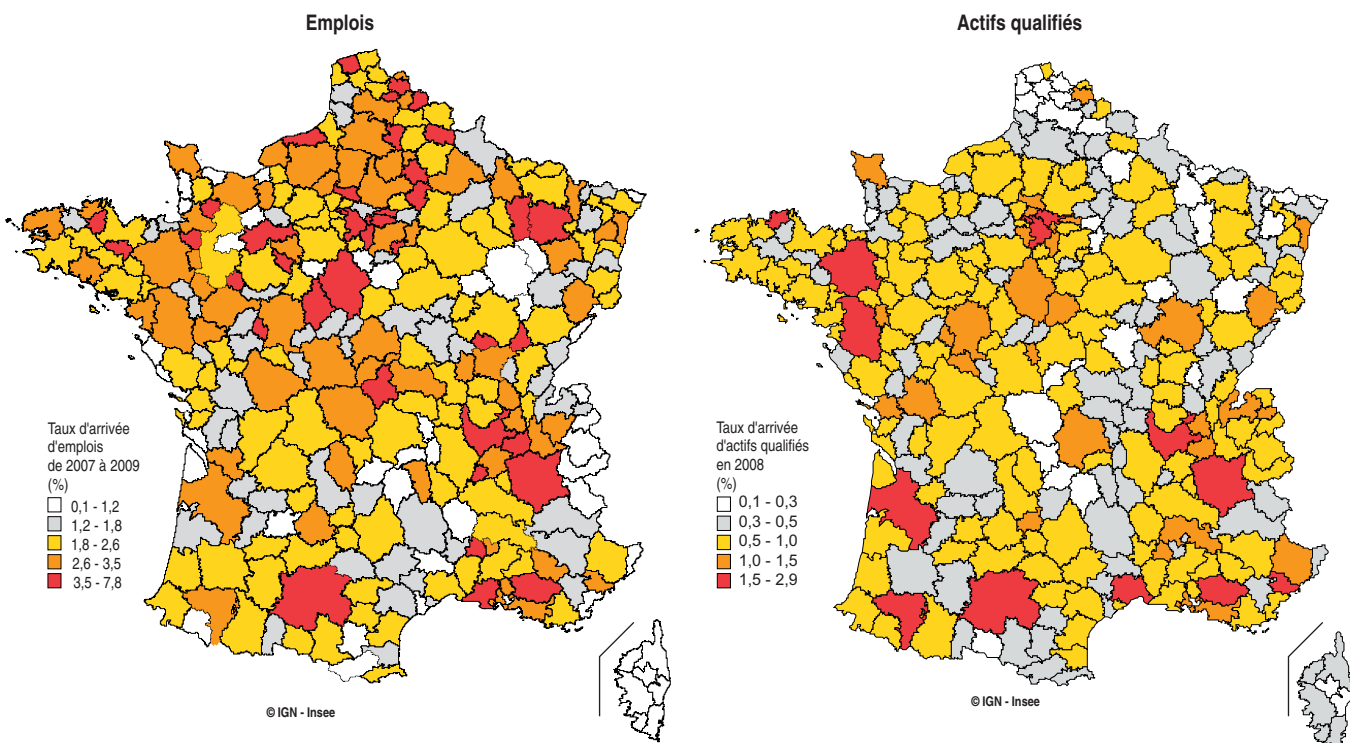 Emplois
Taux d'arrivée
d'emplois
de 2007 à 2009
(%)
0,1 - 1,2
1,2 - 1,8
1,8 - 2,6
2,6 - 3,5
3,5 - 7,8
© IGN - Insee
Actifs qualifiés
Taux d'arrivée
d'actifs qualifiés
en 2008
(%)
0,1 - 0,3
0,3 - 0,5
0,5 - 1,0
1,0 - 1,5
1,5 - 2,9
© IGN - Insee